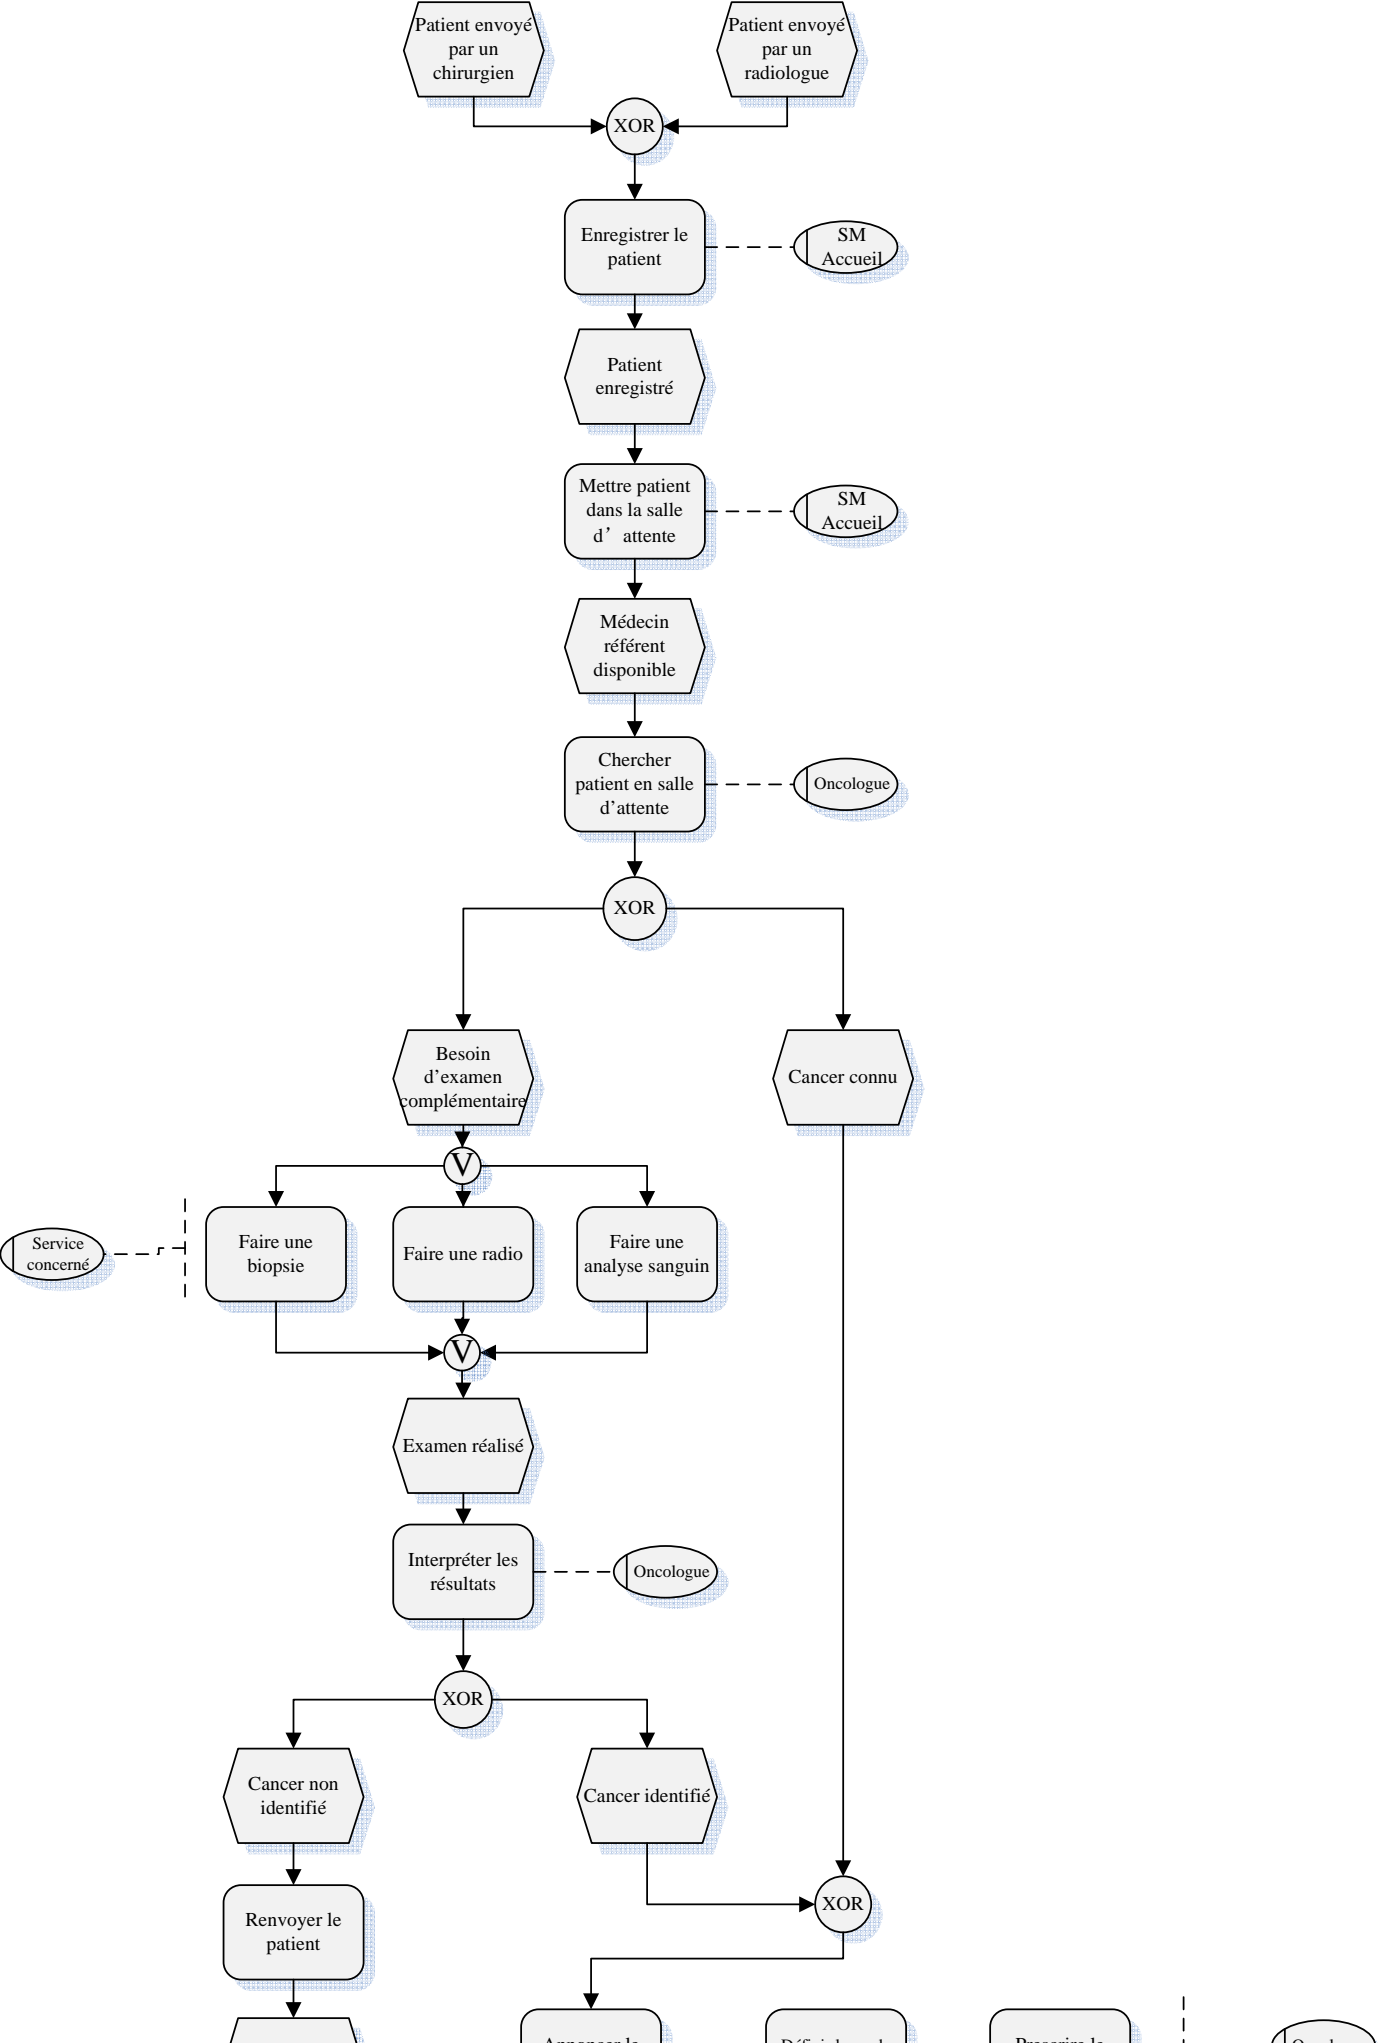 Patient envoyé
par un
chirurgien
Patient envoyé
par un
radiologue
XOR
Enregistrer le
patient
SM
Accueil
Patient
enregistré
Mettre patient
dans la salle
d’ attente
SM
Accueil
Médecin
référent
disponible
Chercher
patient en salle
d’attente
Oncologue
XOR
Besoin
d’examen
complémentaire
Cancer connu
V
Service
concerné
Faire une
biopsie
Faire une radio
Faire une
analyse sanguin
V
Examen réalisé
Interpréter les
résultats
Oncologue
XOR
Cancer non
identifié
Cancer identifié
Renvoyer le
patient
XOR